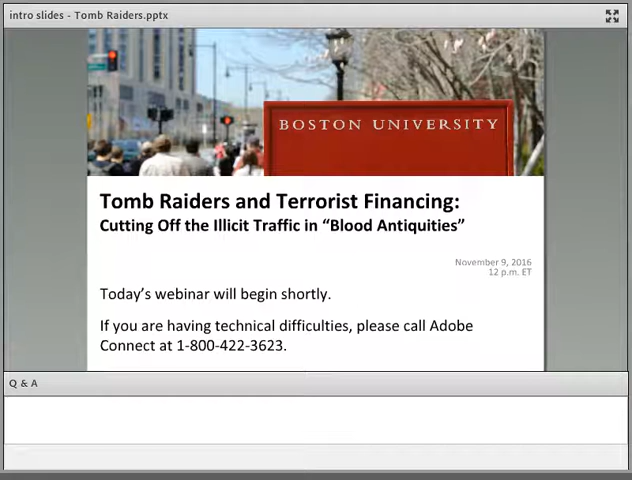 intro slides - Tomb Raiders.pptx
BOSTON UNIVERSITY
Tomb Raiders and Terrorist Financing:
Cutting Off the Illicit Traffic in “Blood Antiquities”
November 9, 2016
12 p.m. ET
Today’s webinar will begin shortly.
If you are having technical difficulties, please call Adobe
Connect at 1-800-422-3623.
Q & A